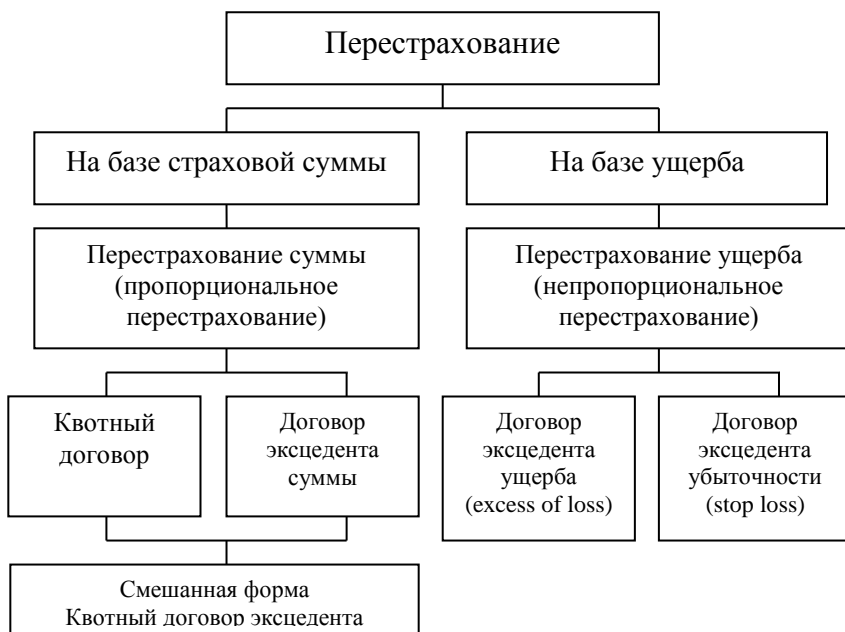 Перестрахование
На базе страховой суммы
На базе ущерба
Перестрахование суммы
(пропорциональное
перестрахование)
Перестрахование ущерба
(непропорциональное
перестрахование)
Квотный
договор
Договор
эксцедента
суммы
Договор
эксцедента
ущерба
(excess of loss)
Договор
эксцедента
убыточности
(stop loss)
Смешанная форма
Квотный договор эксцедента